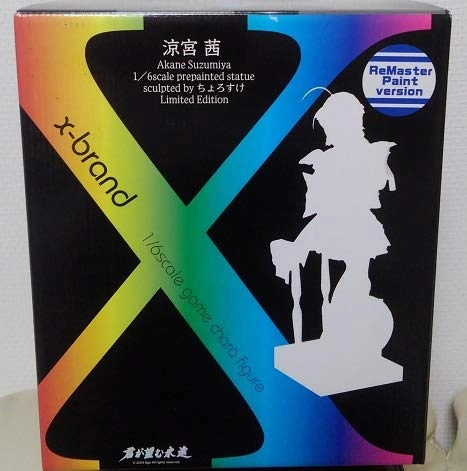 涼宮 茜
Akane Suzumiya
1/6scale prepainted statue
sculpted by ちょろすけ
Limited Edition
ReMaster
Paint
version
x-brand
1/6scale game chara figure
君が望む永遠